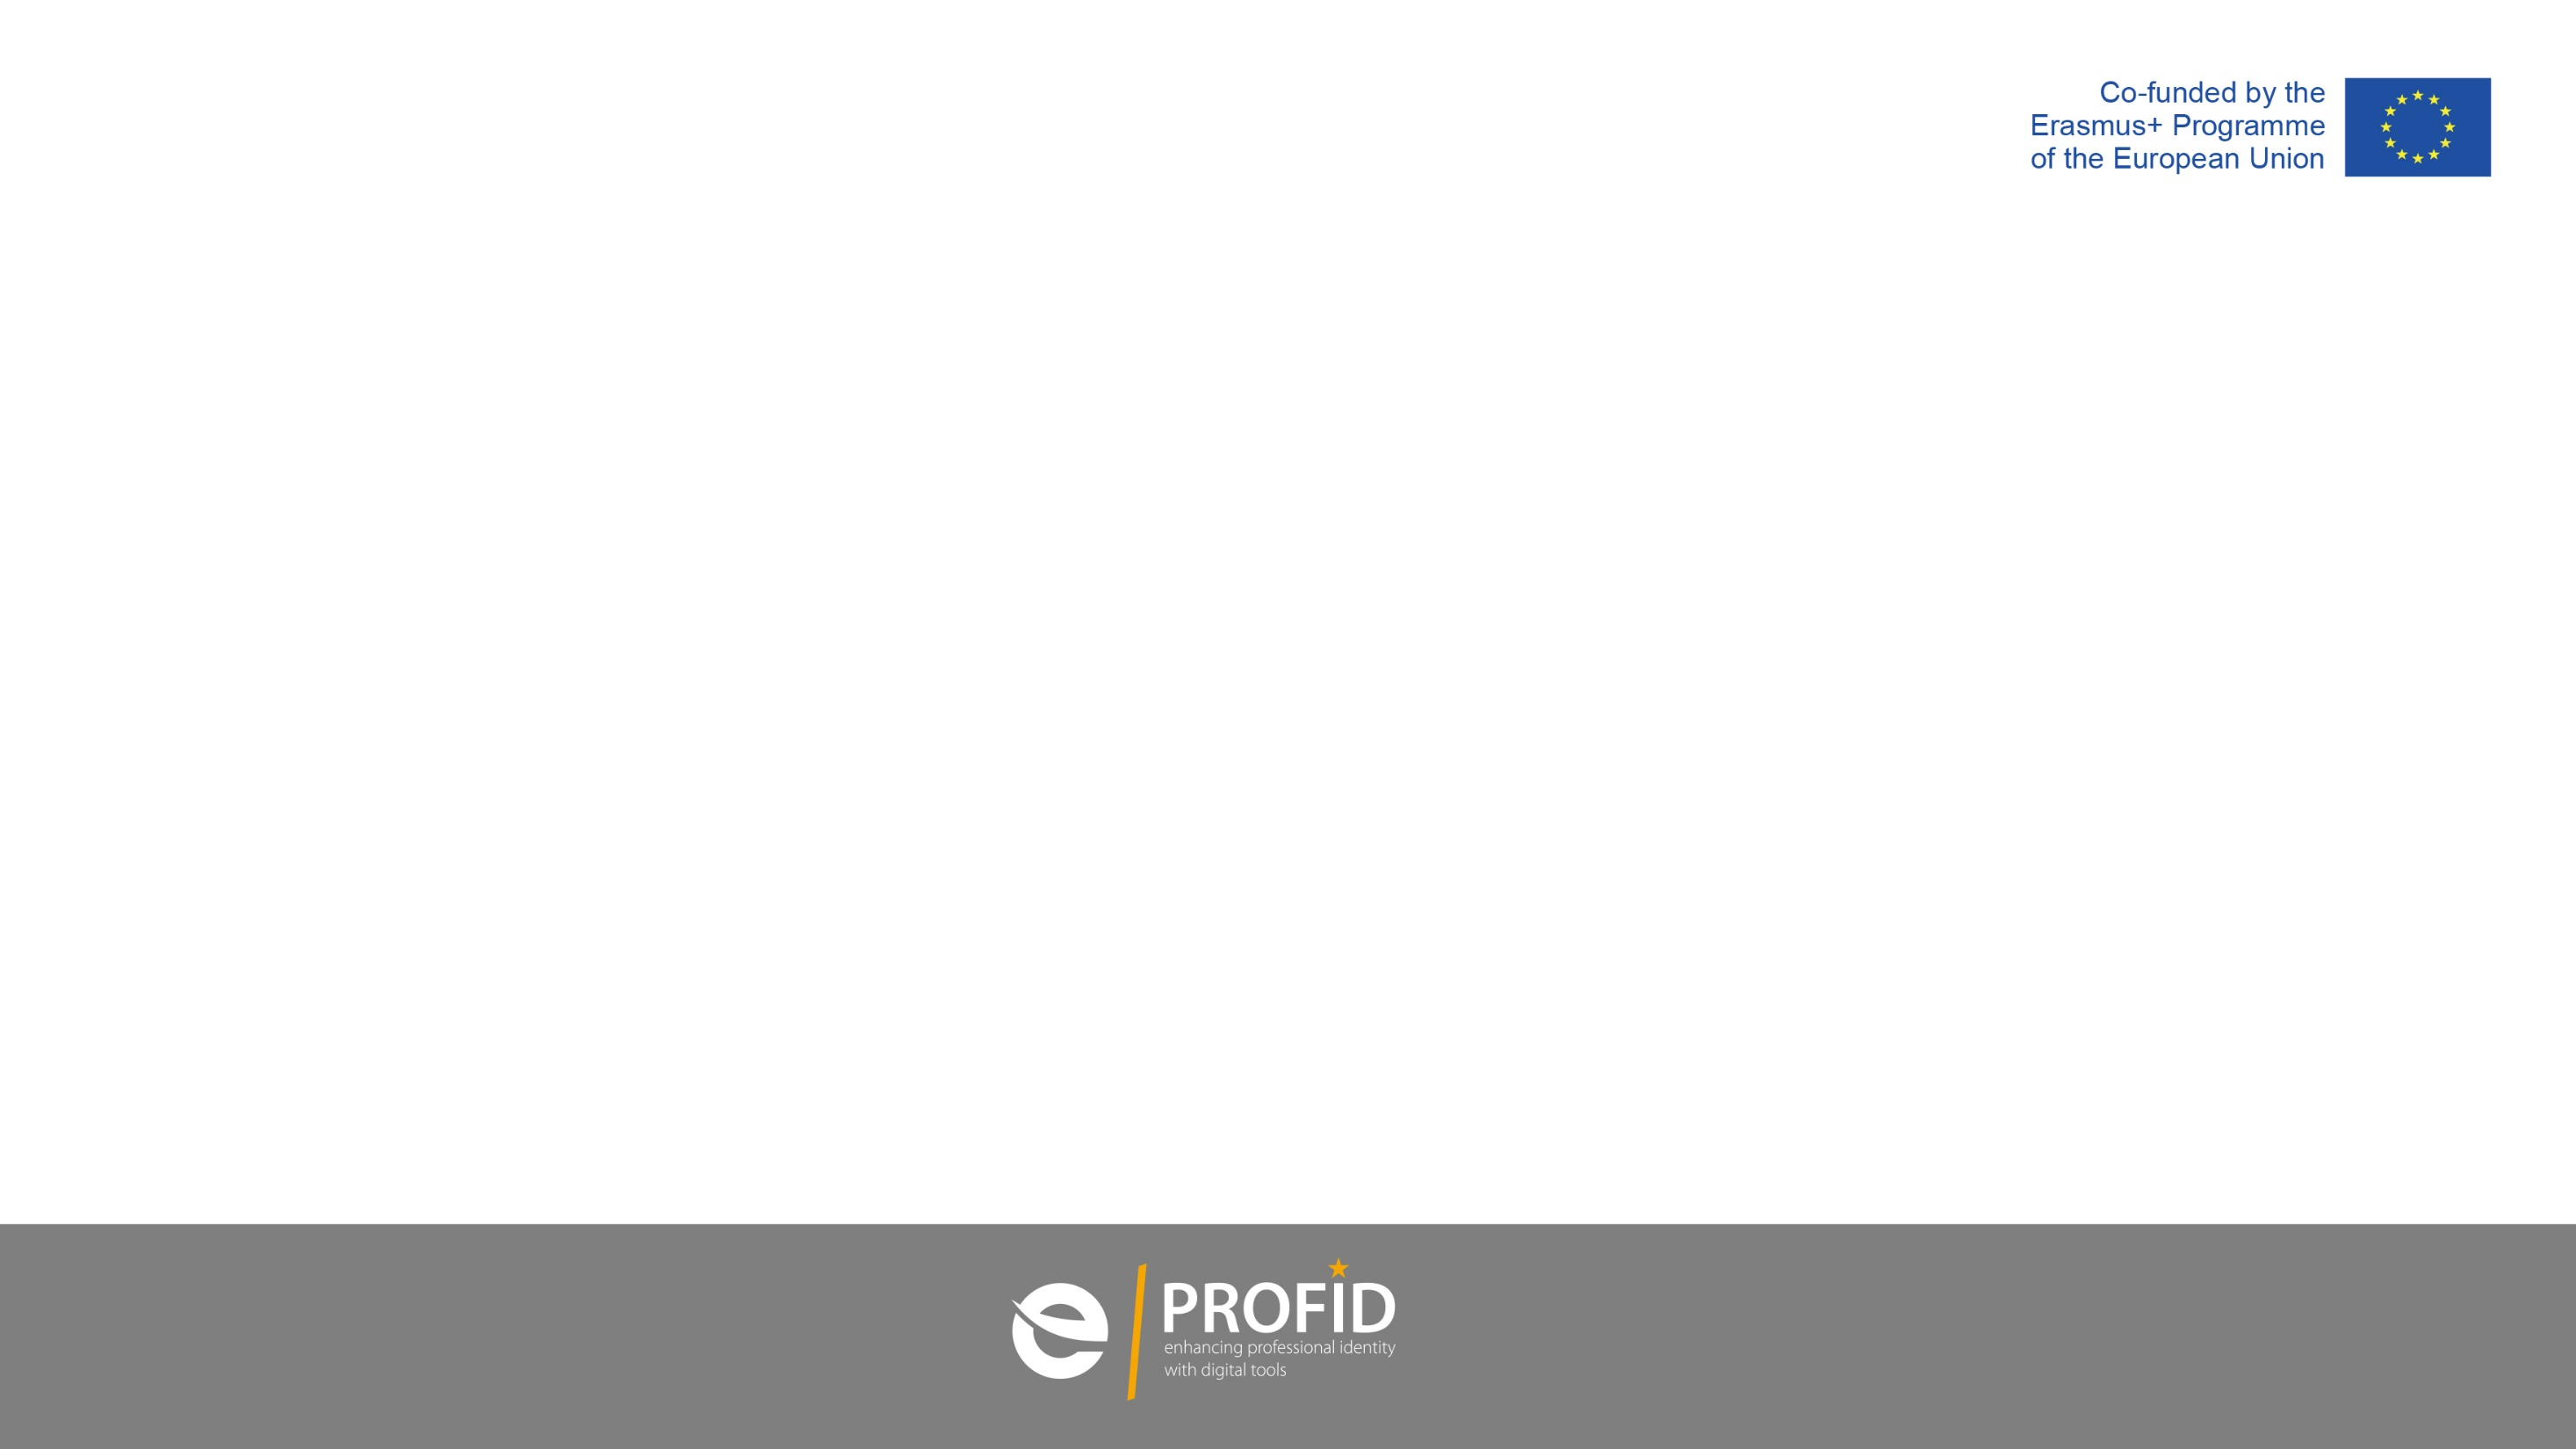 Co-funded by the
Erasmus+ Programme
of the European Union
e PROFID
enhancing professional identity
with digital tools